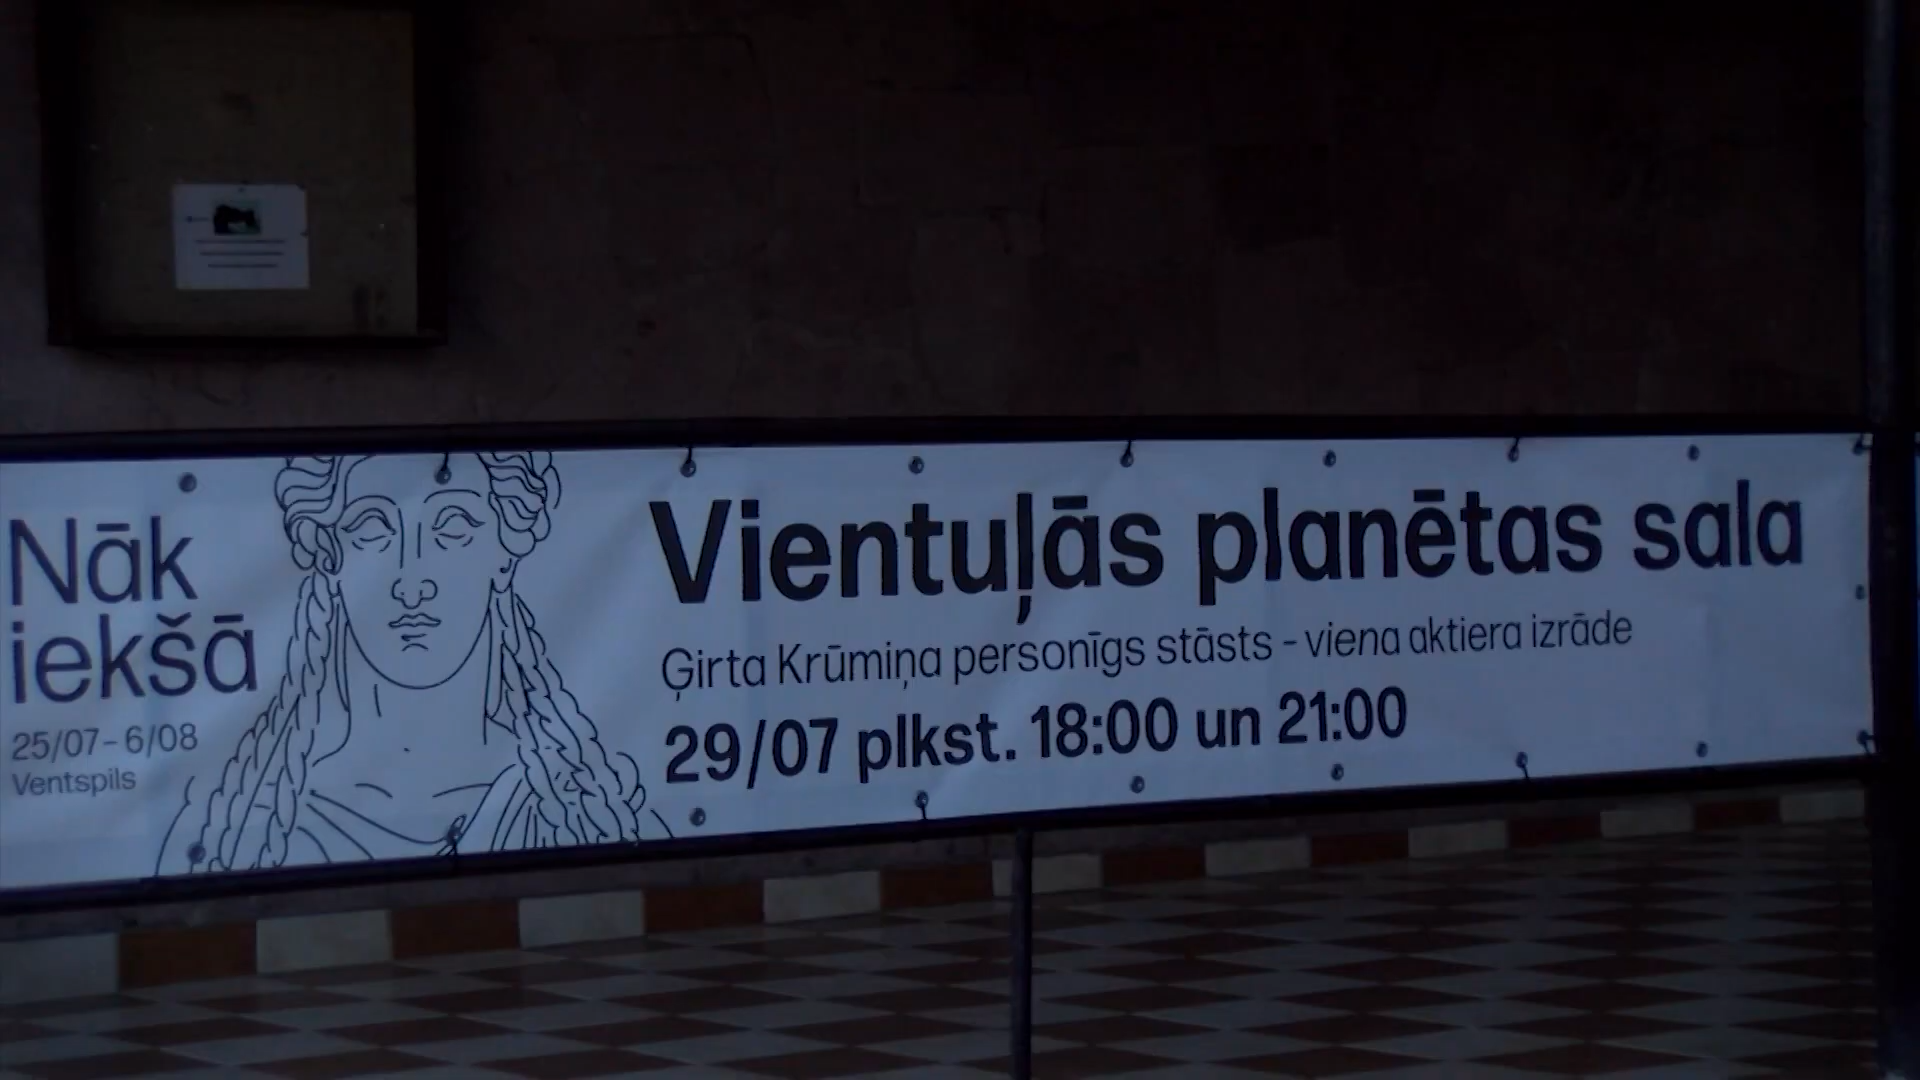 Nāk
iekšā
25/07-6/08
Ventspils
Vientuļās planētas sala
Ģirta Krūmiņa personīgs stāsts - viena aktiera izrāde
29/07 plkst. 18:00 un 21:00